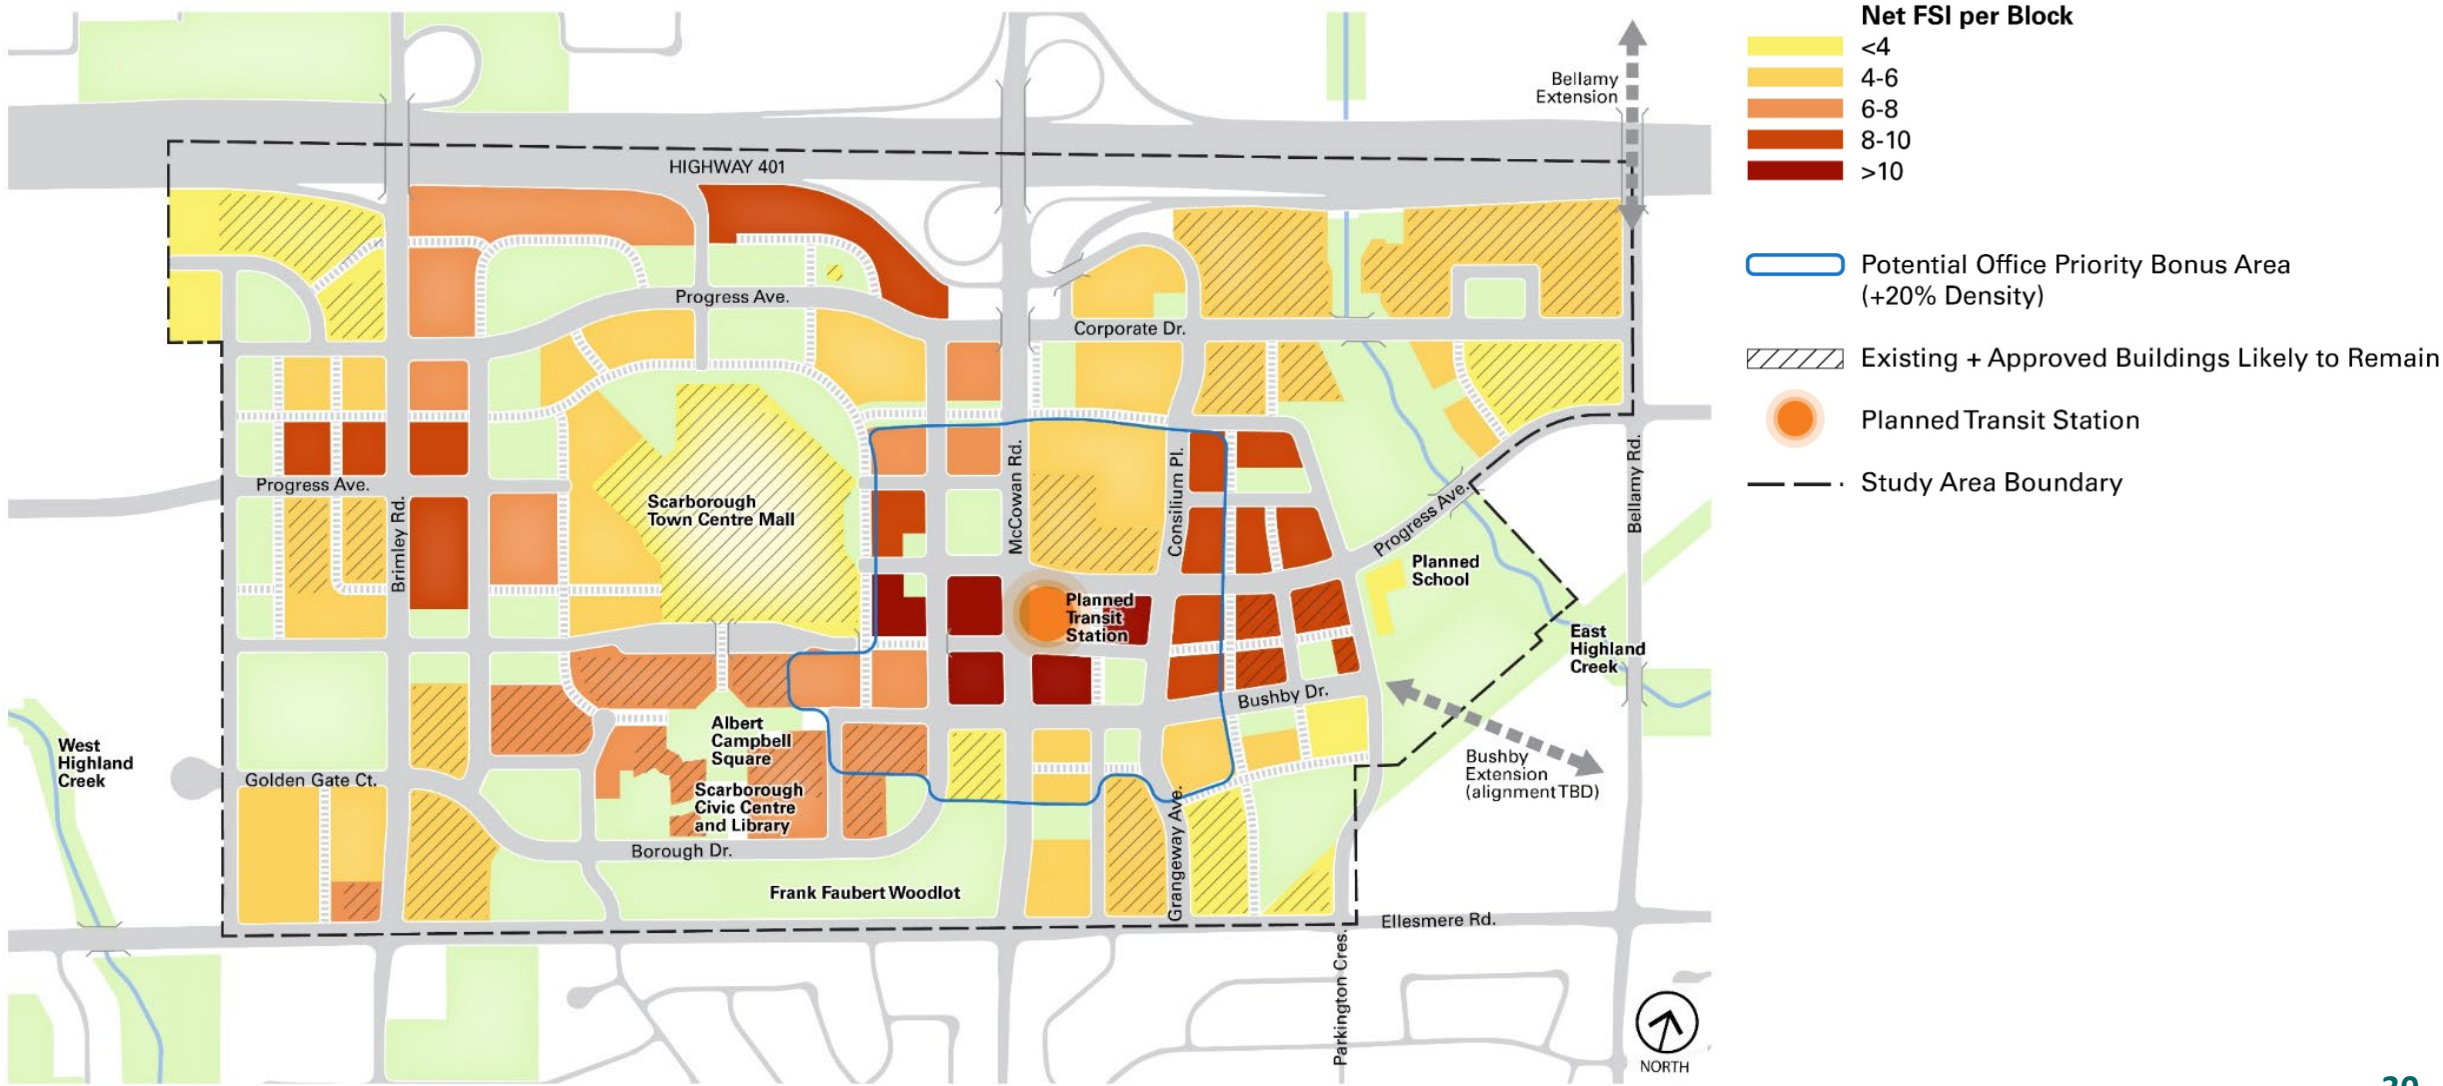 Net FSI per Block
<4
4-6
6-8
8-10
>10
Potential Office Priority Bonus Area
(+20% Density)
Existing + Approved Buildings Likely to Remain
Planned Transit Station
Study Area Boundary
Bellamy
Extension
HIGHWAY 401
Progress Ave.
Corporate Dr.
Progress Ave.
Brimley Rd.
Scarborough
Town Centre Mall
McCowan Rd.
Consilium Pl.
Progress Ave.
Bellamy Rd.
Planned
School
Planned
Transit
Station
East
Highland
Creek
Bushby Dr.
West
Highland
Creek
Golden Gate Ct.
Albert
Campbell
Square
Scarborough
Civic Centre
and Library
Bushby
Extension
(alignment TBD)
Borough Dr.
Frank Faubert Woodlot
Grangeway Ave.
Ellesmere Rd.
Parkington Cres.
NORTH